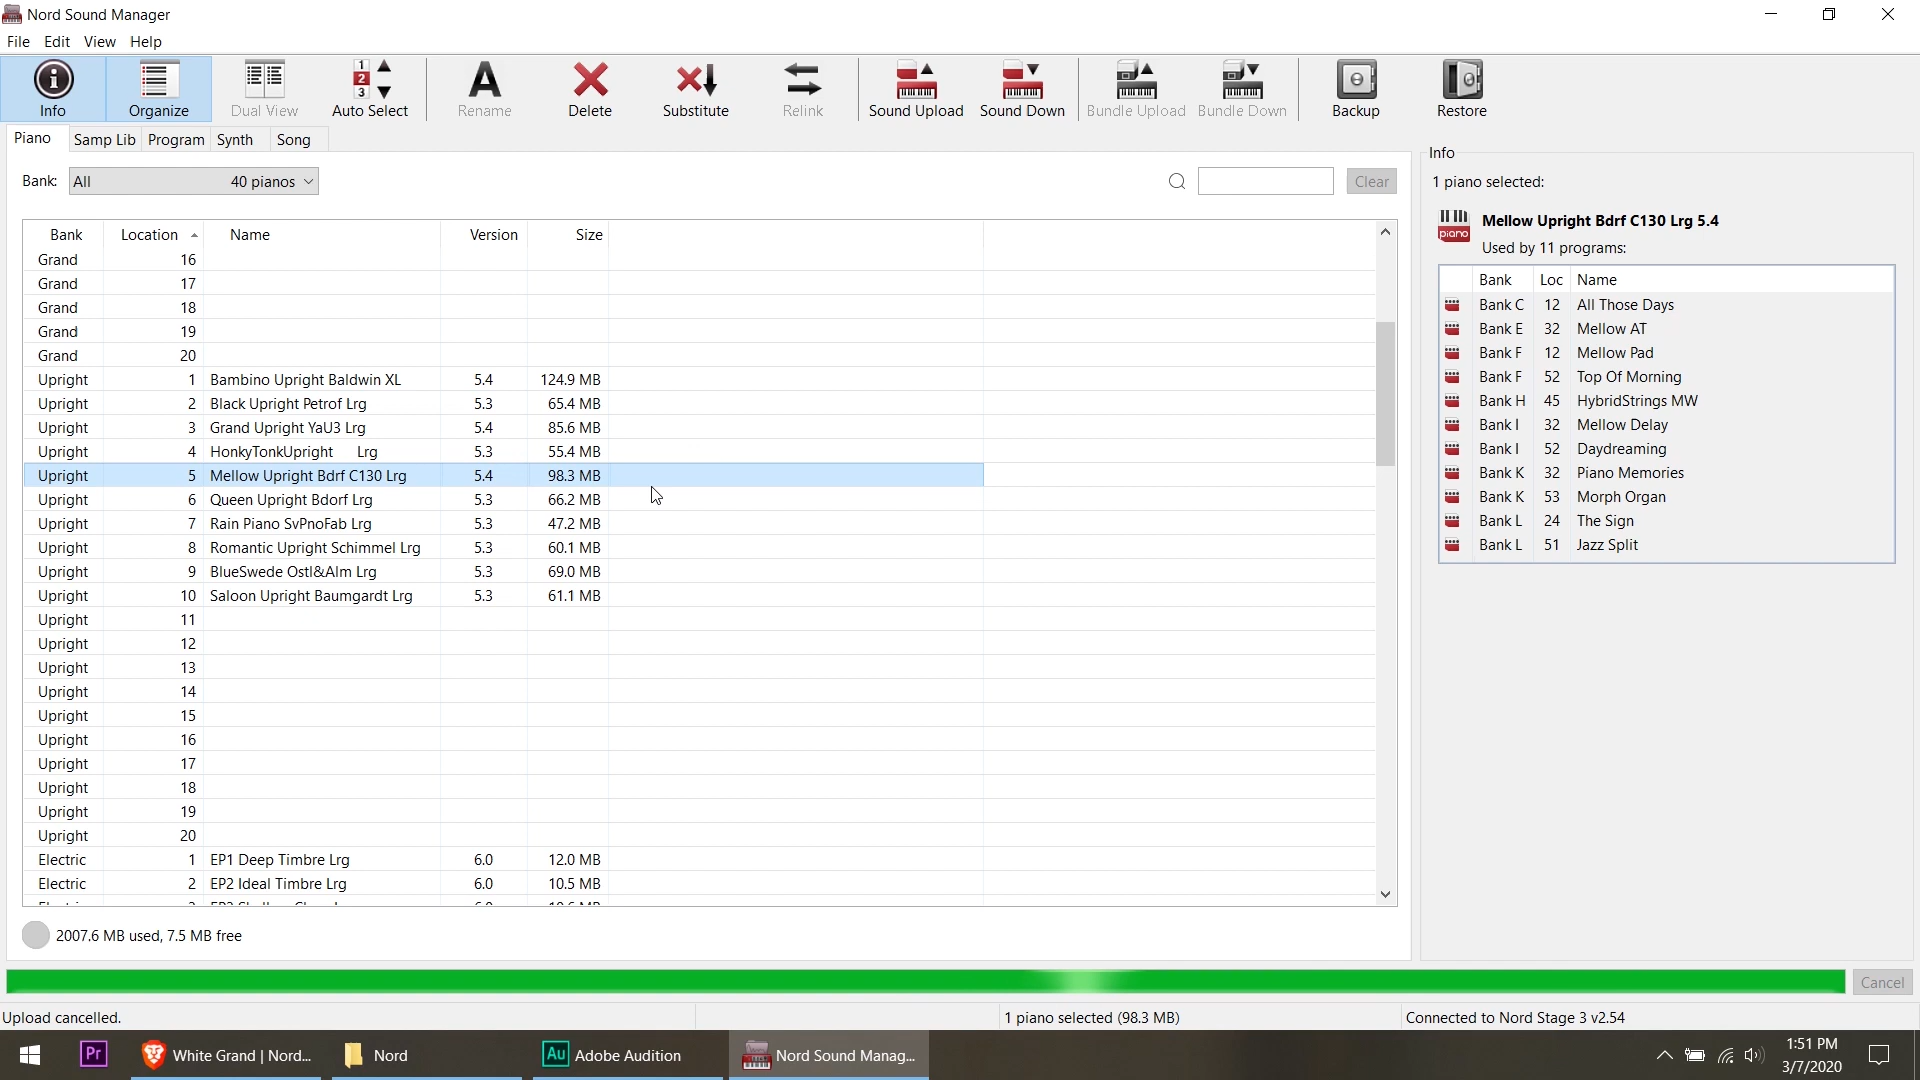 Nord Sound Manager
File Edit View Help
Info Organize Dual View 1 2 3 Auto Select A Rename Delete Substitute Relink Sound Upload Sound Down Bundle Upload Bundle Down Backup Restore
Piano Samp Lib Program Synth Song
Bank: All 40 pianos Clear
Bank Location Name Version Size
Grand 16
Grand 17
Grand 18
Grand 19
Grand 20
Upright 1 Bambino Upright Baldwin XL 5.4 124.9 MB
Upright 2 Black Upright Petrof Lrg 5.3 65.4 MB
Upright 3 Grand Upright YaU3 Lrg 5.4 85.6 MB
Upright 4 HonkyTonkUpright Lrg 5.3 55.4 MB
Upright 5 Mellow Upright Bdrf C130 Lrg 5.4 98.3 MB
Upright 6 Queen Upright Bdorf Lrg 5.3 66.2 MB
Upright 7 Rain Piano SvPnoFab Lrg 5.3 47.2 MB
Upright 8 Romantic Upright Schimmel Lrg 5.3 60.1 MB
Upright 9 BlueSwede Ostl&Alm Lrg 5.3 69.0 MB
Upright 10 Saloon Upright Baumgardt Lrg 5.3 61.1 MB
Upright 11
Upright 12
Upright 13
Upright 14
Upright 15
Upright 16
Upright 17
Upright 18
Upright 19
Upright 20
Electric 1 EP1 Deep Timbre Lrg 6.0 12.0 MB
Electric 2 EP2 Ideal Timbre Lrg 6.0 10.5 MB
2007.6 MB used, 7.5 MB free
Info
1 piano selected:
piano
Mellow Upright Bdrf C130 Lrg 5.4
Used by 11 programs:
Bank Loc Name
Bank C 12 All Those Days
Bank E 32 Mellow AT
Bank F 12 Mellow Pad
Bank F 52 Top Of Morning
Bank H 45 HybridStrings MW
Bank I 32 Mellow Delay
Bank I 52 Daydreaming
Bank K 32 Piano Memories
Bank K 53 Morph Organ
Bank L 24 The Sign
Bank L 51 Jazz Split
Cancel
Upload cancelled. 1 piano selected (98.3 MB) Connected to Nord Stage 3 v2.54
Pr White Grand | Nord... Nord Au Adobe Audition Nord Sound Manag...
1:51 PM
3/7/2020